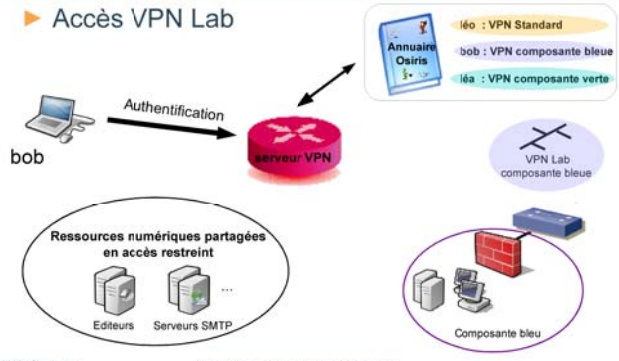 Accès VPN Lab
léo : VPN Standard
bob : VPN composante bleue
léa : VPN composante verte
Annuaire
Osiris
Authentification
bob
serveur VPN
VPN Lab
composante bleue
Ressources numériques partagées
en accès restreint
...
Editeurs
Serveurs SMTP
Composante bleu